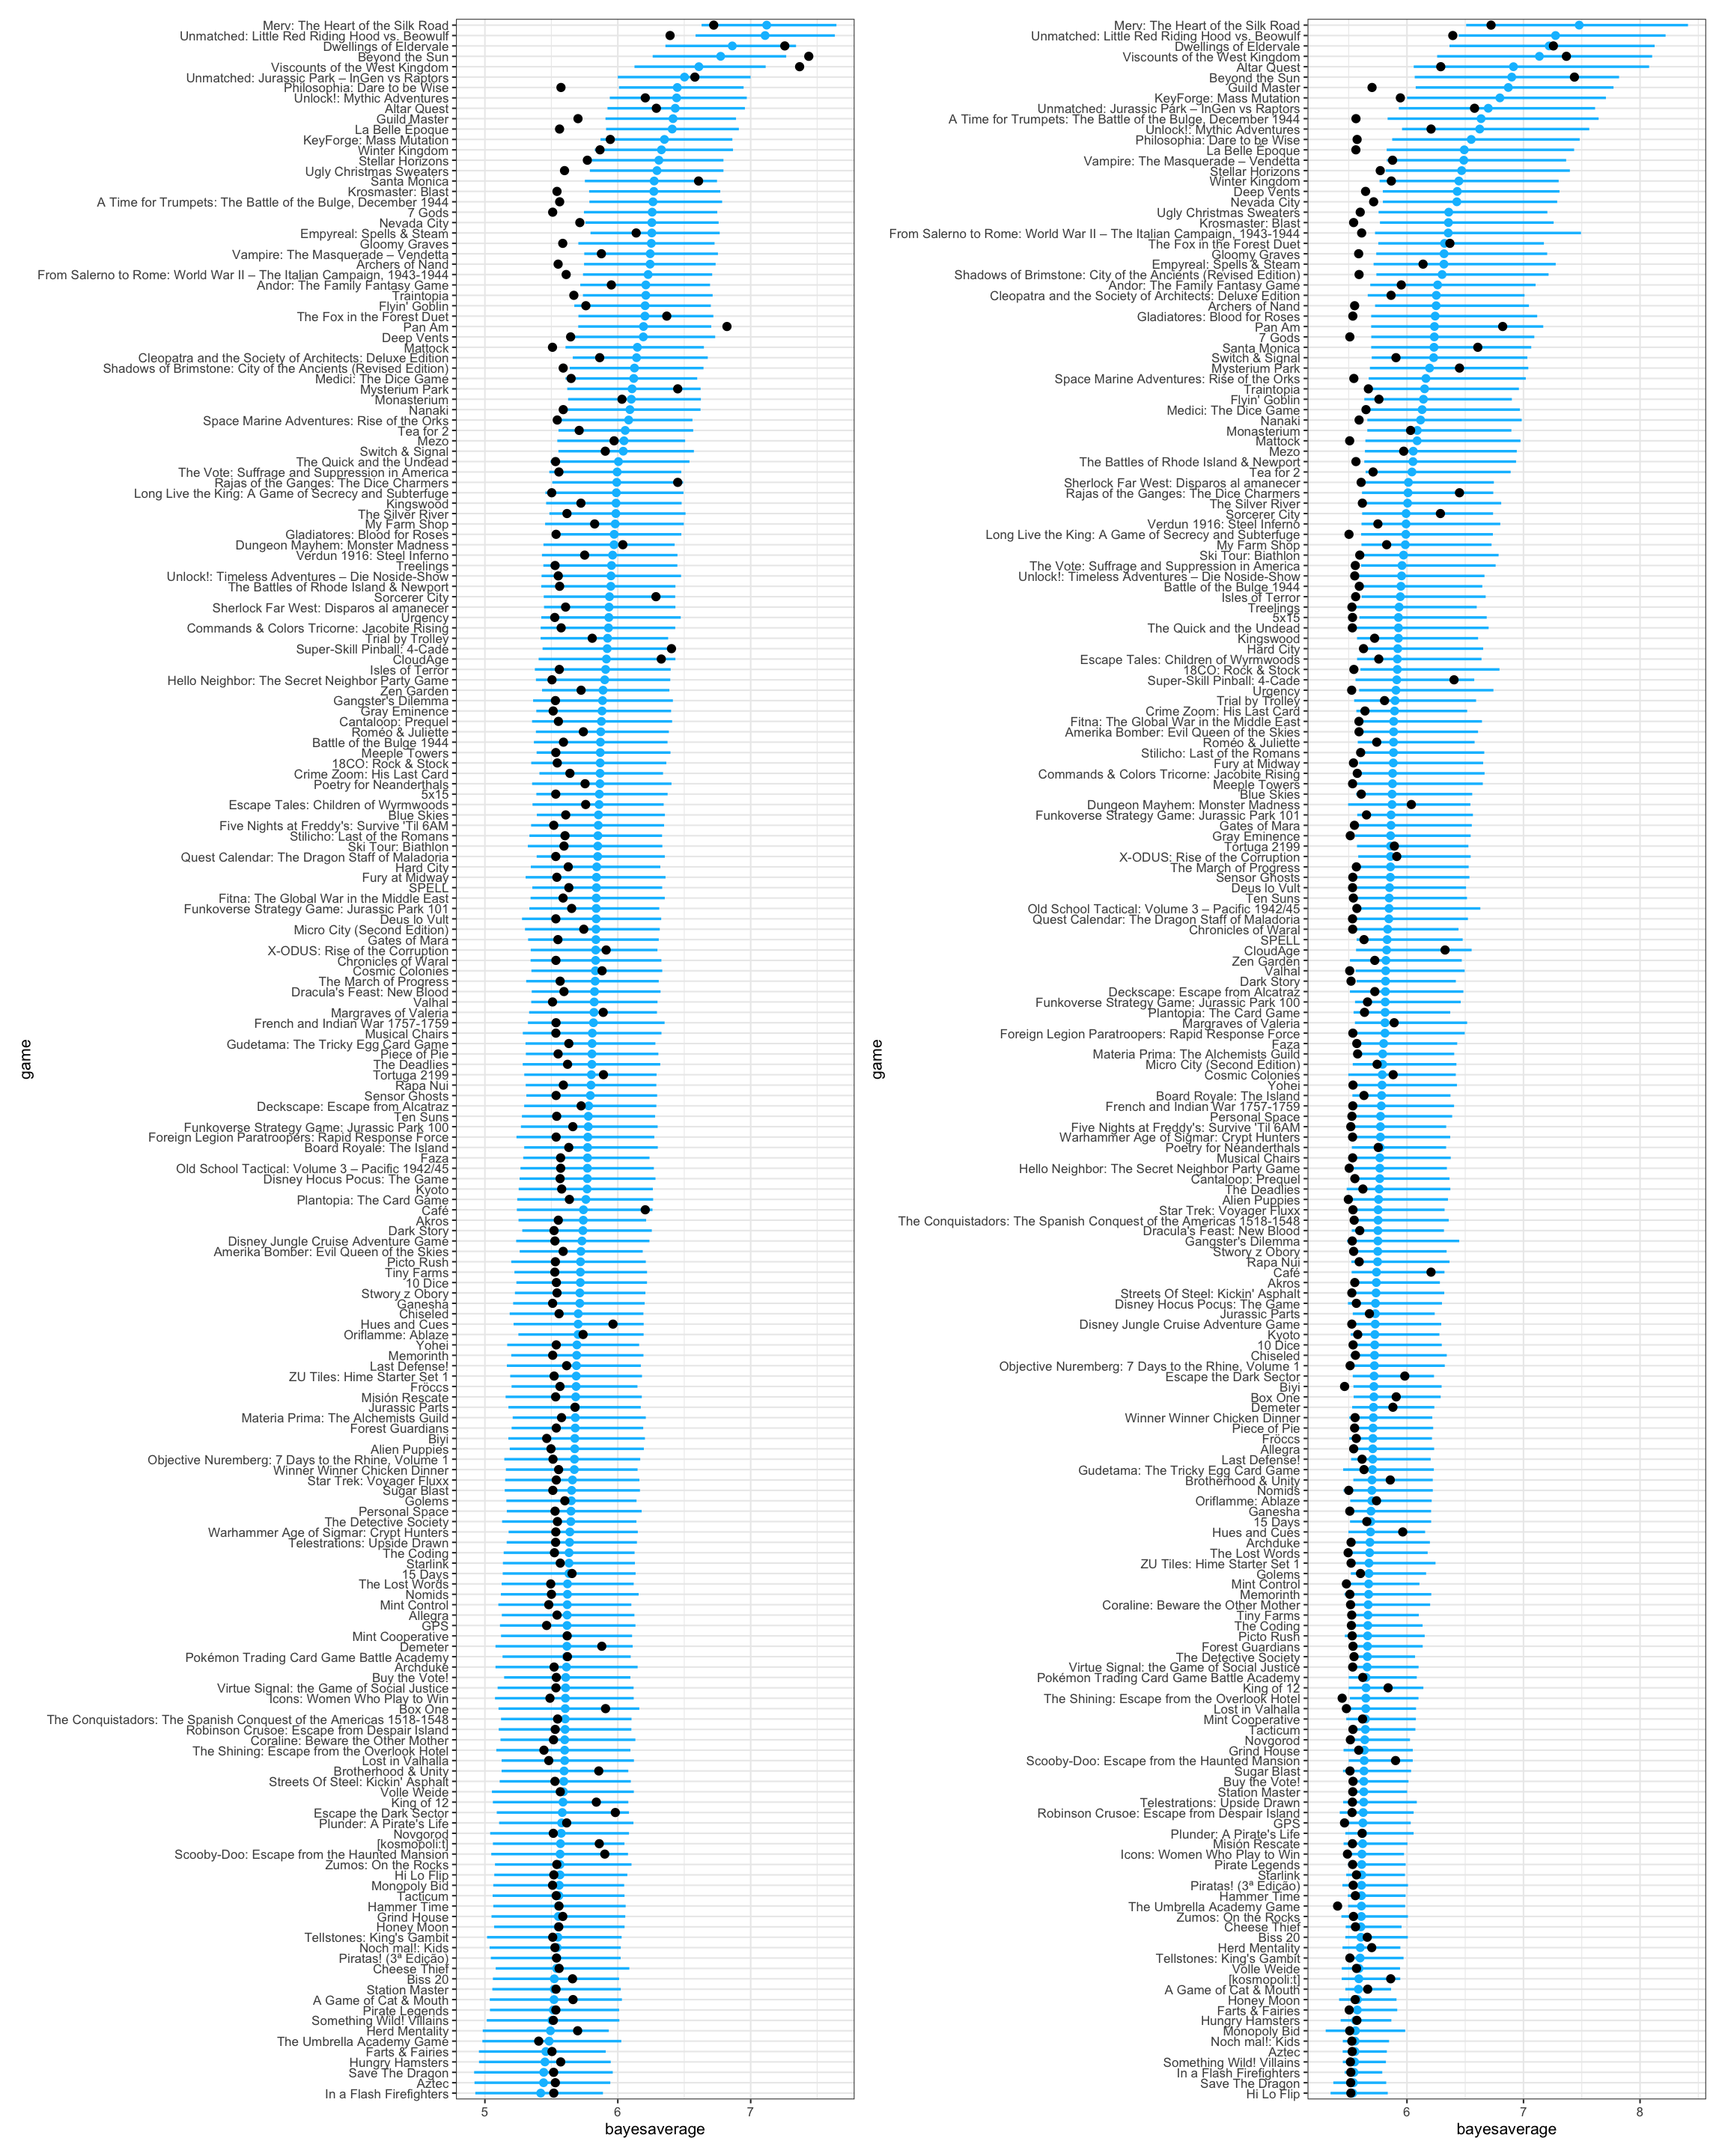 Merv: The Heart of the Silk Road
Unmatched: Little Red Riding Hood vs. Beowulf
Dwellings of Eldervale
Beyond the Sun
Viscounts of the West Kingdom
Unmatched: Jurassic Park – InGen vs Raptors
Philosophia: Dare to be Wise
Unlock!: Mythic Adventures
Altar Quest
Guild Master
La Belle Époque
KeyForge: Mass Mutation
Winter Kingdom
Stellar Horizons
Ugly Christmas Sweaters
Santa Monica
Krosmaster: Blast
A Time for Trumpets: The Battle of the Bulge, December 1944
7 Gods
Nevada City
Empyreal: Spells & Steam
Gloomy Graves
Vampire: The Masquerade – Vendetta
Archers of Nand
From Salerno to Rome: World War II – The Italian Campaign, 1943-1944
Andor: The Family Fantasy Game
Traintopia
Flyin' Goblin
The Fox in the Forest Duet
Pan Am
Deep Vents
Mattock
Cleopatra and the Society of Architects: Deluxe Edition
Shadows of Brimstone: City of the Ancients (Revised Edition)
Medici: The Dice Game
Mysterium Park
Monasterium
Nanaki
Space Marine Adventures: Rise of the Orks
Tea for 2
Mezo
Switch & Signal
The Quick and the Undead
The Vote: Suffrage and Suppression in America
Rajas of the Ganges: The Dice Charmers
Long Live the King: A Game of Secrecy and Subterfuge
Kingswood
The Silver River
My Farm Shop
Gladiatores: Blood for Roses
Dungeon Mayhem: Monster Madness
Verdun 1916: Steel Inferno
Treelings
Unlock!: Timeless Adventures – Die Noside-Show
The Battles of Rhode Island & Newport
Sorcerer City
Sherlock Far West: Disparos al amanecer
Urgency
Commands & Colors Tricorne: Jacobite Rising
Trial by Trolley
Super-Skill Pinball: 4-Cade
CloudAge
Isles of Terror
Hello Neighbor: The Secret Neighbor Party Game
Zen Garden
Gangster's Dilemma
Gray Eminence
Cantaloop: Prequel
Roméo & Juliette
Battle of the Bulge 1944
Meeple Towers
18CO: Rock & Stock
Crime Zoom: His Last Card
Poetry for Neanderthals
5x15
Escape Tales: Children of Wyrmwoods
Blue Skies
Five Nights at Freddy's: Survive 'Til 6AM
Stilicho: Last of the Romans
Ski Tour: Biathlon
Quest Calendar: The Dragon Staff of Maladoria
Hard City
Fury at Midway
SPELL
Fitna: The Global War in the Middle East
Funkoverse Strategy Game: Jurassic Park 101
Deus lo Vult
Micro City (Second Edition)
Gates of Mara
X-ODUS: Rise of the Corruption
Chronicles of Waral
Cosmic Colonies
The March of Progress
Dracula's Feast: New Blood
Valhal
Margraves of Valeria
French and Indian War 1757-1759
Musical Chairs
Gudetama: The Tricky Egg Card Game
Piece of Pie
The Deadlies
Tortuga 2199
Rapa Nui
Sensor Ghosts
Deckscape: Escape from Alcatraz
Ten Suns
Funkoverse Strategy Game: Jurassic Park 100
Foreign Legion Paratroopers: Rapid Response Force
Board Royale: The Island
Faza
Old School Tactical: Volume 3 – Pacific 1942/45
Disney Hocus Pocus: The Game
Kyoto
Plantopia: The Card Game
Café
Akros
Dark Story
Disney Jungle Cruise Adventure Game
Amerika Bomber: Evil Queen of the Skies
Picto Rush
Tiny Farms
10 Dice
Stwory z Obory
Ganesha
Chiseled
Hues and Cues
Oriflamme: Ablaze
Yohei
Memorinth
Last Defense!
ZU Tiles: Hime Starter Set 1
Fröccs
Misión Rescate
Jurassic Parts
Materia Prima: The Alchemists Guild
Forest Guardians
Biyi
Alien Puppies
Objective Nuremberg: 7 Days to the Rhine, Volume 1
Winner Winner Chicken Dinner
Star Trek: Voyager Fluxx
Sugar Blast
Golems
Personal Space
The Detective Society
Warhammer Age of Sigmar: Crypt Hunters
Telestrations: Upside Drawn
The Coding
Starlink
15 Days
The Lost Words
Nomids
Mint Control
Allegra
GPS
Mint Cooperative
Demeter
Pokémon Trading Card Game Battle Academy
Archduke
Buy the Vote!
Virtue Signal: the Game of Social Justice
Icons: Women Who Play to Win
Box One
The Conquistadors: The Spanish Conquest of the Americas 1518-1548
Robinson Crusoe: Escape from Despair Island
Coraline: Beware the Other Mother
The Shining: Escape from the Overlook Hotel
Lost in Valhalla
Brotherhood & Unity
Streets Of Steel: Kickin' Asphalt
Volle Weide
King of 12
Escape the Dark Sector
Plunder: A Pirate's Life
Novgorod
[kosmopoli:t]
Scooby-Doo: Escape from the Haunted Mansion
Zumos: On the Rocks
Hi Lo Flip
Monopoly Bid
Tacticum
Hammer Time
Grind House
Honey Moon
Tellstones: King's Gambit
Noch mal!: Kids
Piratas! (3ª Edição)
Cheese Thief
Biss 20
Station Master
A Game of Cat & Mouth
Pirate Legends
Something Wild! Villains
Herd Mentality
The Umbrella Academy Game
Farts & Fairies
Hungry Hamsters
Save The Dragon
Aztec
In a Flash Firefighters
game
5
6
7
bayesaverage
Merv: The Heart of the Silk Road
Unmatched: Little Red Riding Hood vs. Beowulf
Dwellings of Eldervale
Viscounts of the West Kingdom
Altar Quest
Beyond the Sun
Guild Master
KeyForge: Mass Mutation
Unmatched: Jurassic Park – InGen vs Raptors
A Time for Trumpets: The Battle of the Bulge, December 1944
Unlock!: Mythic Adventures
Philosophia: Dare to be Wise
La Belle Époque
Vampire: The Masquerade – Vendetta
Stellar Horizons
Winter Kingdom
Deep Vents
Nevada City
Ugly Christmas Sweaters
Krosmaster: Blast
From Salerno to Rome: World War II – The Italian Campaign, 1943-1944
The Fox in the Forest Duet
Gloomy Graves
Empyreal: Spells & Steam
Shadows of Brimstone: City of the Ancients (Revised Edition)
Andor: The Family Fantasy Game
Cleopatra and the Society of Architects: Deluxe Edition
Archers of Nand
Gladiatores: Blood for Roses
Pan Am
7 Gods
Santa Monica
Switch & Signal
Mysterium Park
Space Marine Adventures: Rise of the Orks
Traintopia
Flyin' Goblin
Medici: The Dice Game
Nanaki
Monasterium
Mattock
Mezo
The Battles of Rhode Island & Newport
Tea for 2
Sherlock Far West: Disparos al amanecer
Rajas of the Ganges: The Dice Charmers
The Silver River
Sorcerer City
Verdun 1916: Steel Inferno
Long Live the King: A Game of Secrecy and Subterfuge
My Farm Shop
Ski Tour: Biathlon
The Vote: Suffrage and Suppression in America
Unlock!: Timeless Adventures – Die Noside-Show
Battle of the Bulge 1944
Isles of Terror
Treelings
5x15
The Quick and the Undead
Kingswood
Hard City
Escape Tales: Children of Wyrmwoods
18CO: Rock & Stock
Super-Skill Pinball: 4-Cade
Urgency
Trial by Trolley
Crime Zoom: His Last Card
Fitna: The Global War in the Middle East
Amerika Bomber: Evil Queen of the Skies
Roméo & Juliette
Stilicho: Last of the Romans
Fury at Midway
Commands & Colors Tricorne: Jacobite Rising
Meeple Towers
Blue Skies
Dungeon Mayhem: Monster Madness
Funkoverse Strategy Game: Jurassic Park 101
Gates of Mara
Gray Eminence
Tortuga 2199
X-ODUS: Rise of the Corruption
The March of Progress
Sensor Ghosts
Deus lo Vult
Ten Suns
Old School Tactical: Volume 3 – Pacific 1942/45
Quest Calendar: The Dragon Staff of Maladoria
Chronicles of Waral
SPELL
CloudAge
Zen Garden
Valhal
Dark Story
Deckscape: Escape from Alcatraz
Funkoverse Strategy Game: Jurassic Park 100
Plantopia: The Card Game
Margraves of Valeria
Foreign Legion Paratroopers: Rapid Response Force
Faza
Materia Prima: The Alchemists Guild
Micro City (Second Edition)
Cosmic Colonies
Yohei
Board Royale: The Island
French and Indian War 1757-1759
Personal Space
Five Nights at Freddy's: Survive 'Til 6AM
Warhammer Age of Sigmar: Crypt Hunters
Poetry for Neanderthals
Musical Chairs
Hello Neighbor: The Secret Neighbor Party Game
Cantaloop: Prequel
The Deadlies
Alien Puppies
Star Trek: Voyager Fluxx
The Conquistadors: The Spanish Conquest of the Americas 1518-1548
Dracula's Feast: New Blood
Gangster's Dilemma
Stwory z Obory
Rapa Nui
Café
Akros
Streets Of Steel: Kickin' Asphalt
Disney Hocus Pocus: The Game
Jurassic Parts
Disney Jungle Cruise Adventure Game
Kyoto
10 Dice
Chiseled
Objective Nuremberg: 7 Days to the Rhine, Volume 1
Escape the Dark Sector
Biyi
Box One
Demeter
Winner Winner Chicken Dinner
Piece of Pie
Fröccs
Allegra
Last Defense!
Gudetama: The Tricky Egg Card Game
Brotherhood & Unity
Nomids
Oriflamme: Ablaze
Ganesha
15 Days
Hues and Cues
Archduke
The Lost Words
ZU Tiles: Hime Starter Set 1
Golems
Mint Control
Memorinth
Coraline: Beware the Other Mother
Tiny Farms
The Coding
Picto Rush
Forest Guardians
The Detective Society
Virtue Signal: the Game of Social Justice
Pokémon Trading Card Game Battle Academy
King of 12
The Shining: Escape from the Overlook Hotel
Lost in Valhalla
Mint Cooperative
Tacticum
Novgorod
Grind House
Scooby-Doo: Escape from the Haunted Mansion
Sugar Blast
Buy the Vote!
Station Master
Telestrations: Upside Drawn
Robinson Crusoe: Escape from Despair Island
GPS
Plunder: A Pirate's Life
Misión Rescate
Icons: Women Who Play to Win
Pirate Legends
Starlink
Piratas! (3ª Edição)
Hammer Time
The Umbrella Academy Game
Zumos: On the Rocks
Cheese Thief
Biss 20
Herd Mentality
Tellstones: King's Gambit
Volle Weide
[kosmopoli:t]
A Game of Cat & Mouth
Honey Moon
Farts & Fairies
Hungry Hamsters
Monopoly Bid
Noch mal!: Kids
Aztec
Something Wild! Villains
In a Flash Firefighters
Save The Dragon
Hi Lo Flip
game
6
7
8
bayesaverage